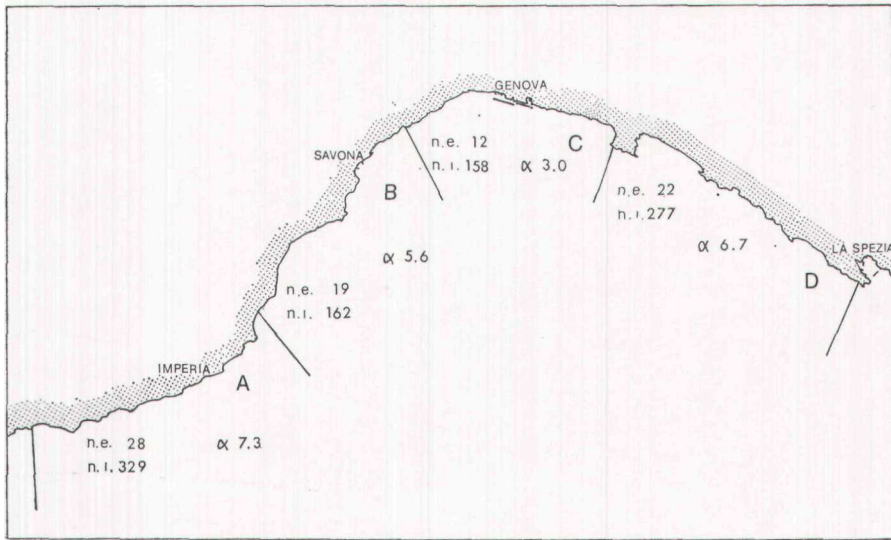 GENOVA
n.e. 12
n.ı. 158
α 3.0
C
SAVONA
B
n.e. 22
n.ı. 277
α 6.7
LA SPEZIA
D
α 5.6
n.e. 19
n.ı. 162
IMPERIA
A
n.e. 28
n.ı. 329
α 7.3